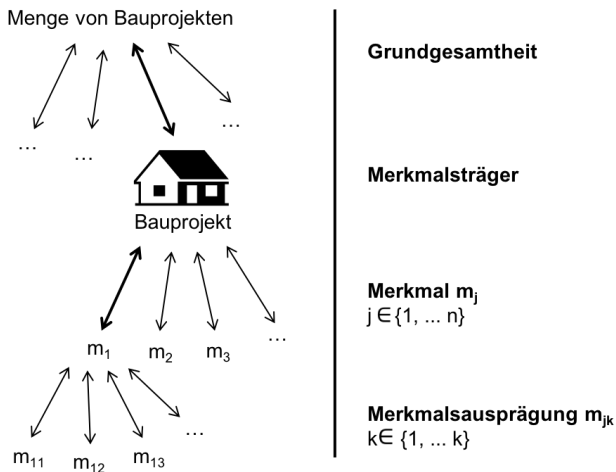 Menge von Bauprojekten
Grundgesamtheit
… … … …
Merkmalsträger
Bauprojekt
Merkmal mj
j ∈ {1, ... n}
m1 m2 m3 …
Merkmalsausprägung mjk
k∈ {1, ... k}
m11 m12 m13 …